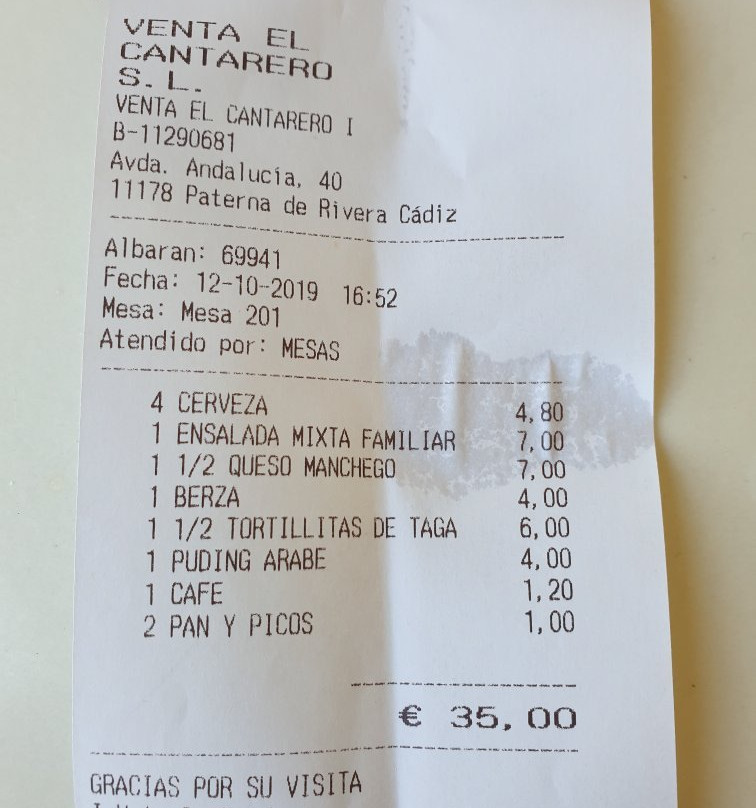 VENTA EL
CANTARERO
S. L.
VENTA EL CANTARERO I
B-11290681
Avda. Andalucía, 40
11178 Paterna de Rivera Cádiz
Albaran: 69941
Fecha: 12-10-2019 16:52
Mesa: Mesa 201
Atendido por: MESAS
4 CERVEZA 4,80
1 ENSALADA MIXTA FAMILIAR 7,00
1 1/2 QUESO MANCHEGO 7,00
1 BERZA 4,00
1 1/2 TORTILLITAS DE TAGA 6,00
1 PUDING ARABE 4,00
1 CAFE 1,20
2 PAN Y PICOS 1,00
€ 35,00
GRACIAS POR SU VISITA